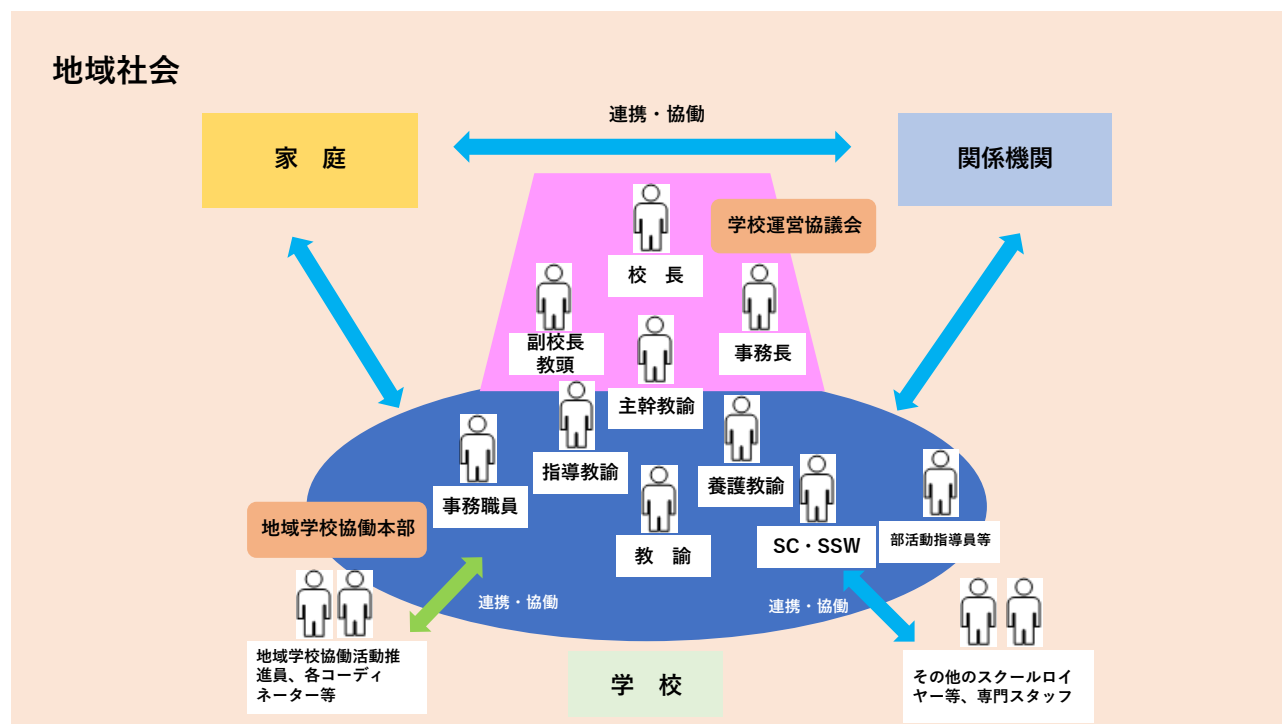 地域社会
連携・協働
家　庭
関係機関
学校運営協議会
校　長
副校長
教頭
事務長
主幹教諭
指導教諭
養護教諭
事務職員
教　諭
SC・SSW
部活動指導員等
地域学校協働本部
連携・協働
連携・協働
地域学校協働活動推
進員、各コーディ
ネーター等
学　校
その他のスクールロイ
ヤー等、専門スタッフ